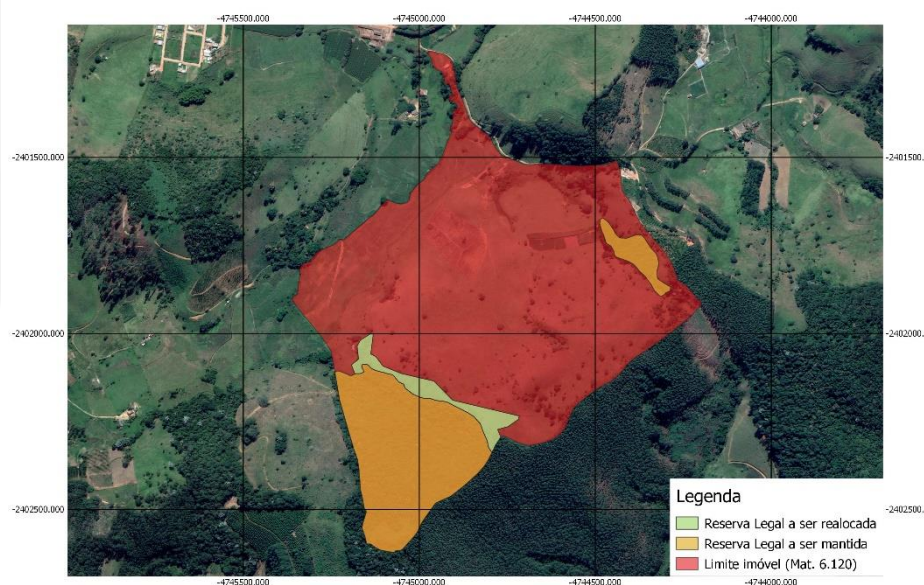 -4745500.000 -4745000.000 -4744500.000 -4744000.000
-2401500.000 -2401500.000
-2402000.000 -2402000.000
-2402500.000 -2402500.
Legenda
Reserva Legal a ser realocada
Reserva Legal a ser mantida
Limite imóvel (Mat. 6.120)
-4745500.000 -4745000.000 -4744500.000 -4744000.000